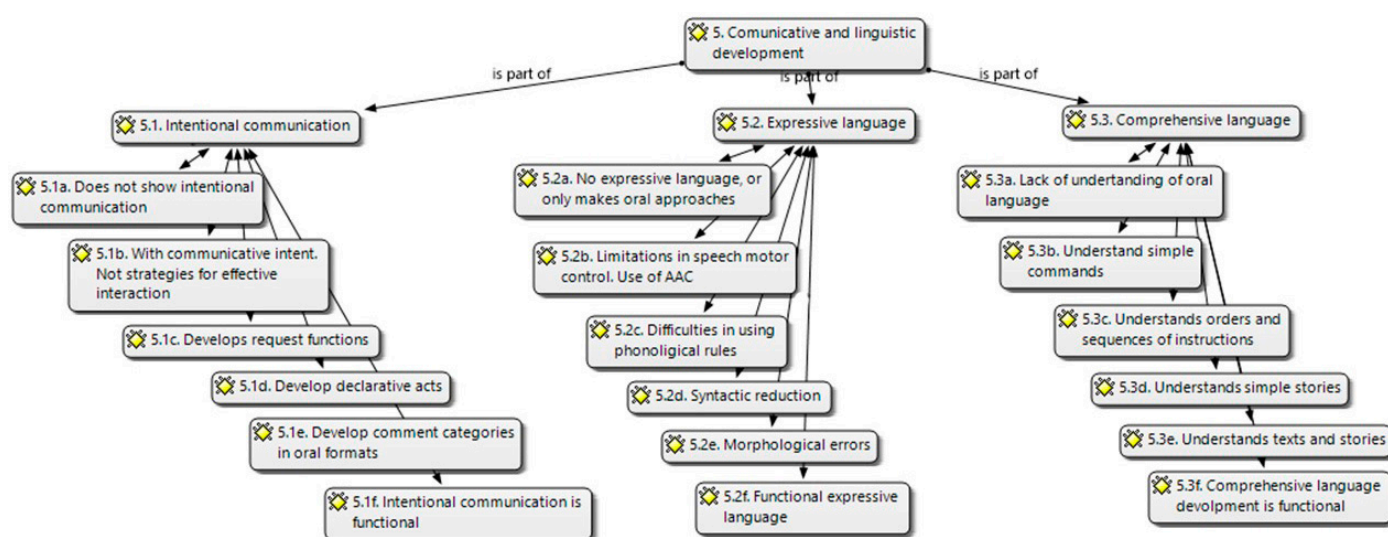 5. Comunicative and linguistic
development
is part of
is part of
is part of
5.1. Intentional communication
5.2. Expressive language
5.3. Comprehensive language
5.1a. Does not show intentional
communication
5.1b. With communicative intent.
Not strategies for effective
interaction
5.1c. Develops request functions
5.1d. Develop declarative acts
5.1e. Develop comment categories
in oral formats
5.1f. Intentional communication is
functional
5.2a. No expressive language, or
only makes oral approaches
5.2b. Limitations in speech motor
control. Use of AAC
5.2c. Difficulties in using
phonoligical rules
5.2d. Syntactic reduction
5.2e. Morphological errors
5.2f. Functional expressive
language
5.3a. Lack of undertanding of oral
language
5.3b. Understand simple
commands
5.3c. Understands orders and
sequences of instructions
5.3d. Understands simple stories
5.3e. Understands texts and stories
5.3f. Comprehensive language
devolpment is functional